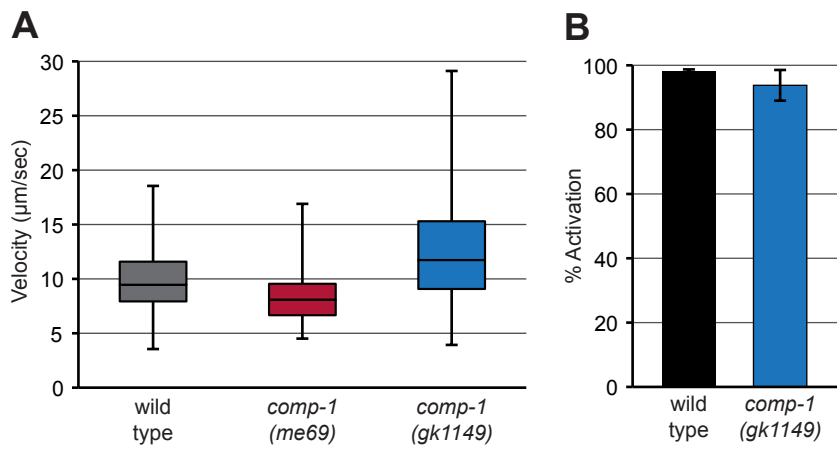 A
Velocity (µm/sec)
30
25
20
15
10
5
0
wild
type
comp-1
(me69)
comp-1
(gk1149)
B
% Activation
100
80
60
40
20
0
wild
type
comp-1
(gk1149)